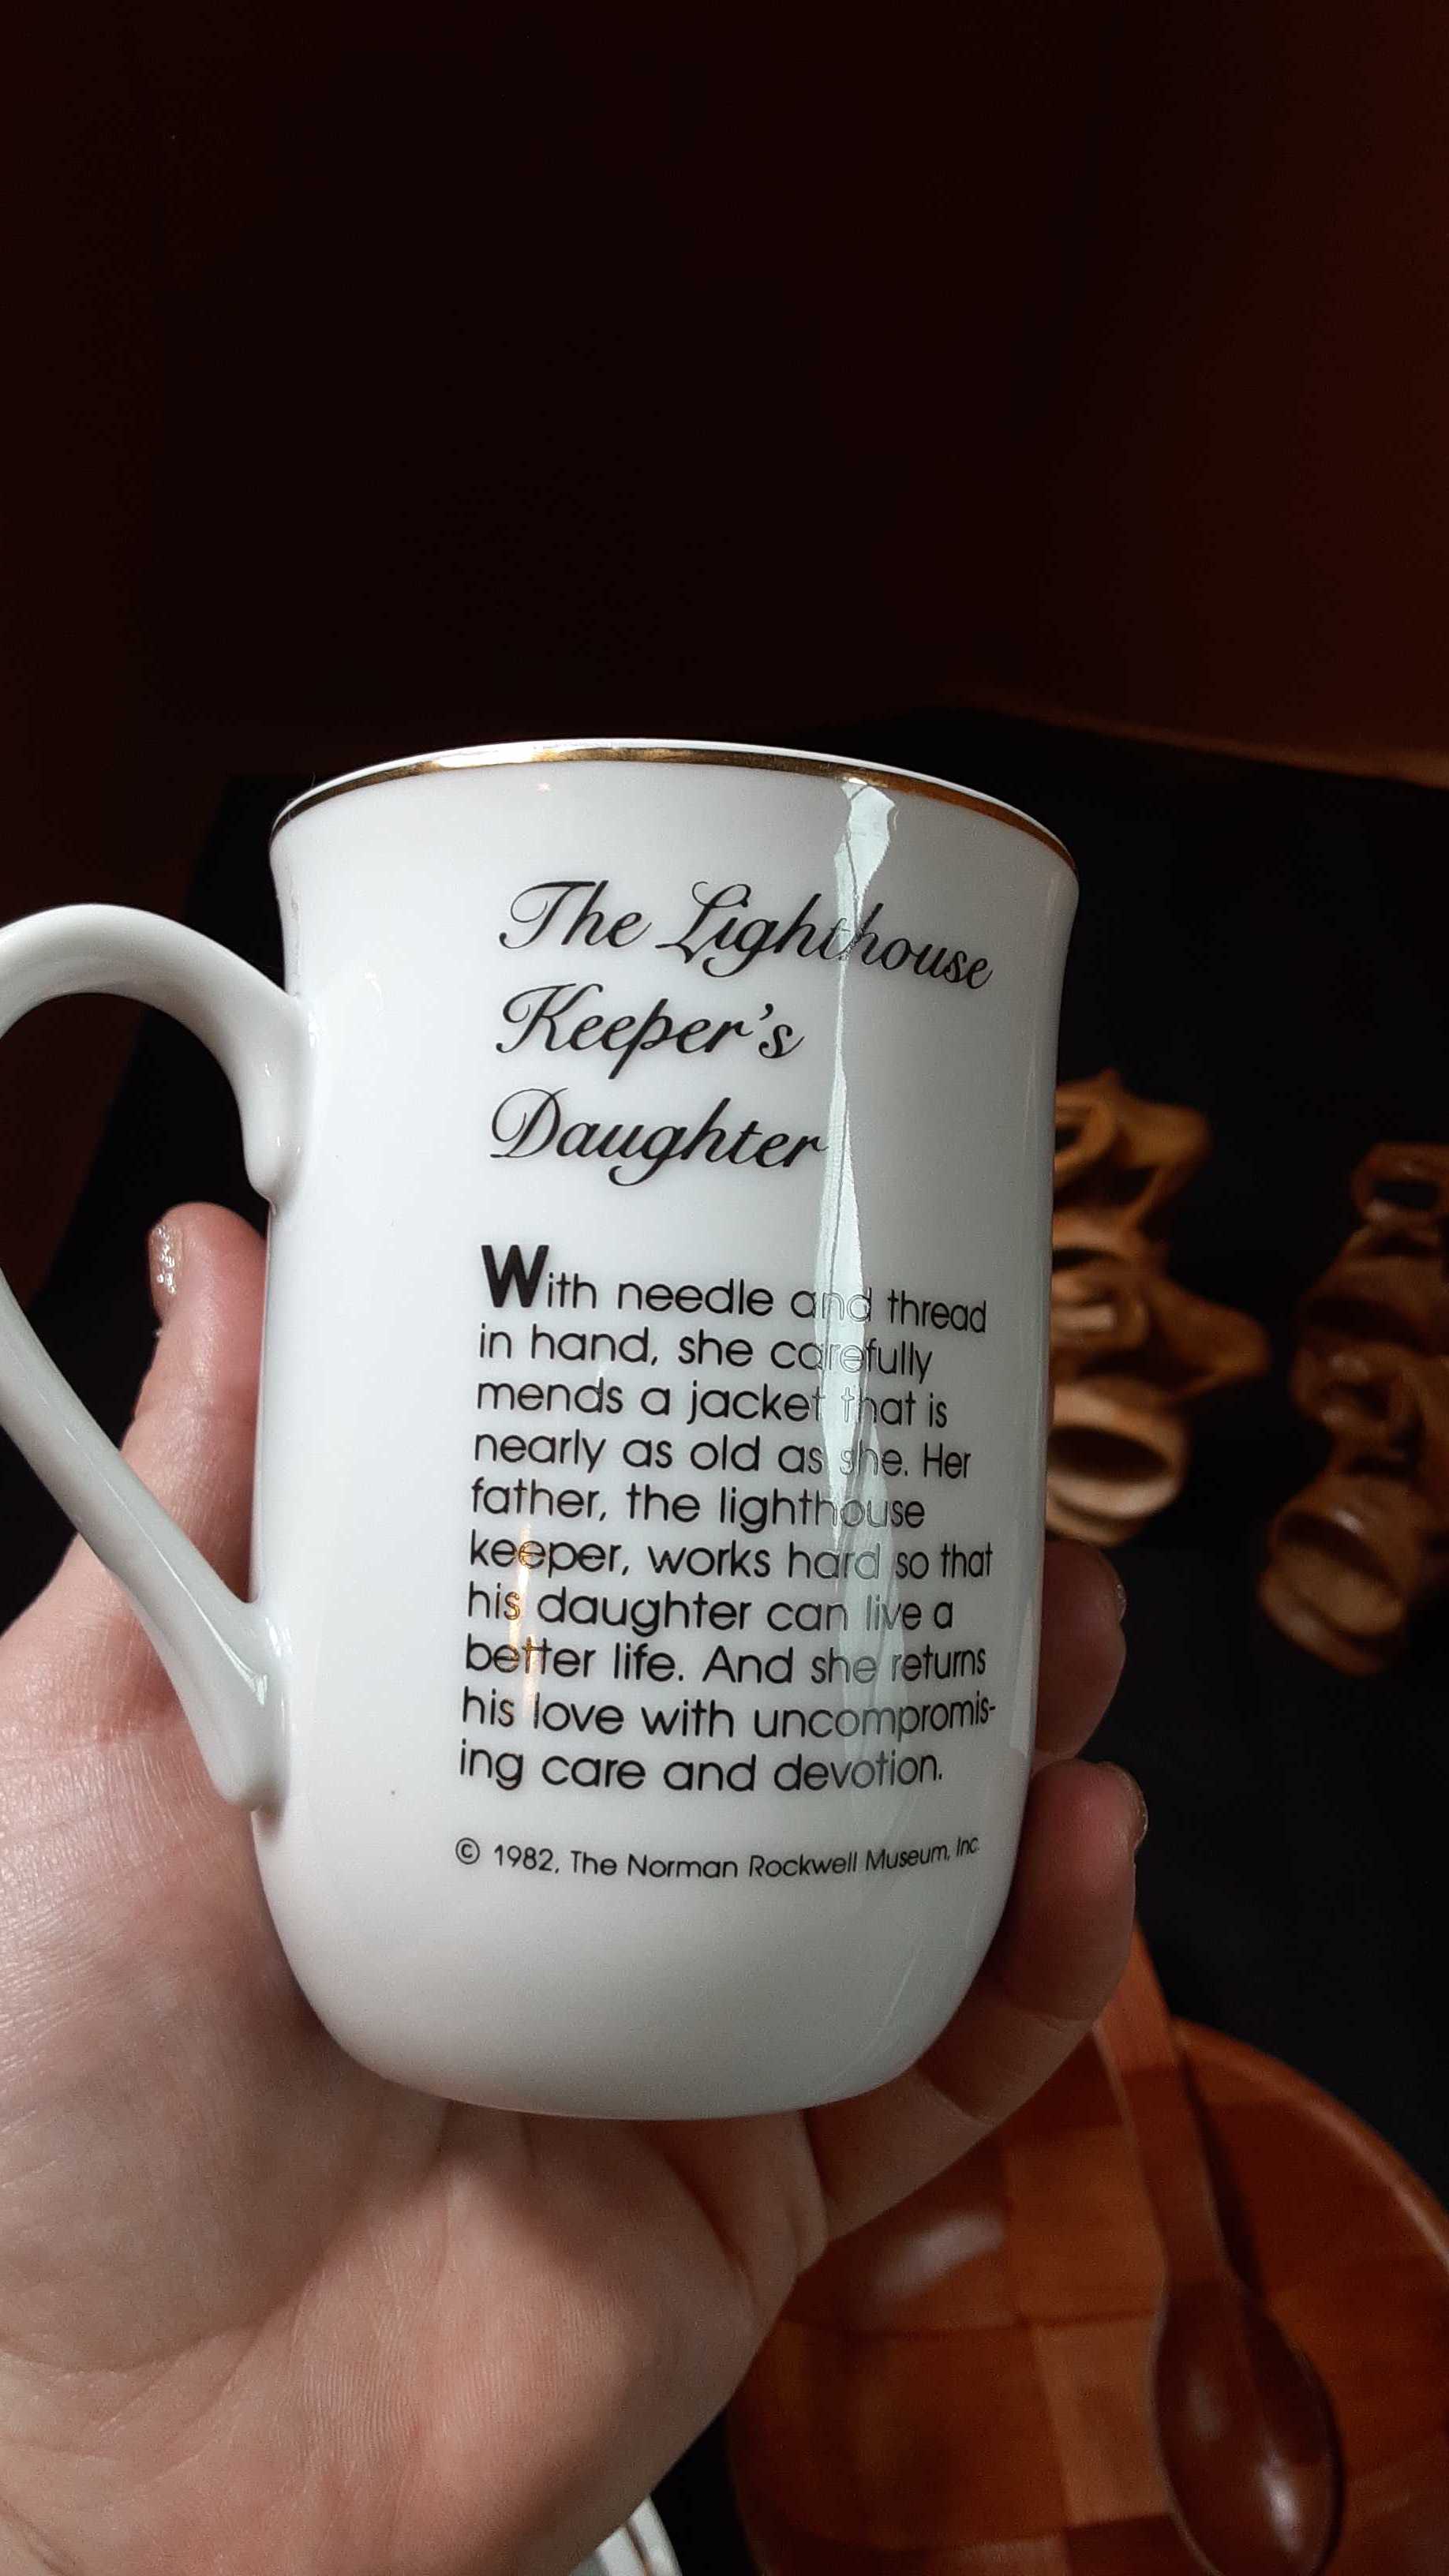 The Lighthouse
Keeper's
Daughter
With needle and thread
in hand, she carefully
mends a jacket that is
nearly as old as she. Her
father, the lighthouse
keeper, works hard so that
his daughter can live a
better life. And she returns
his love with uncompromis-
ing care and devotion.
© 1982, The Norman Rockwell Museum, Inc.